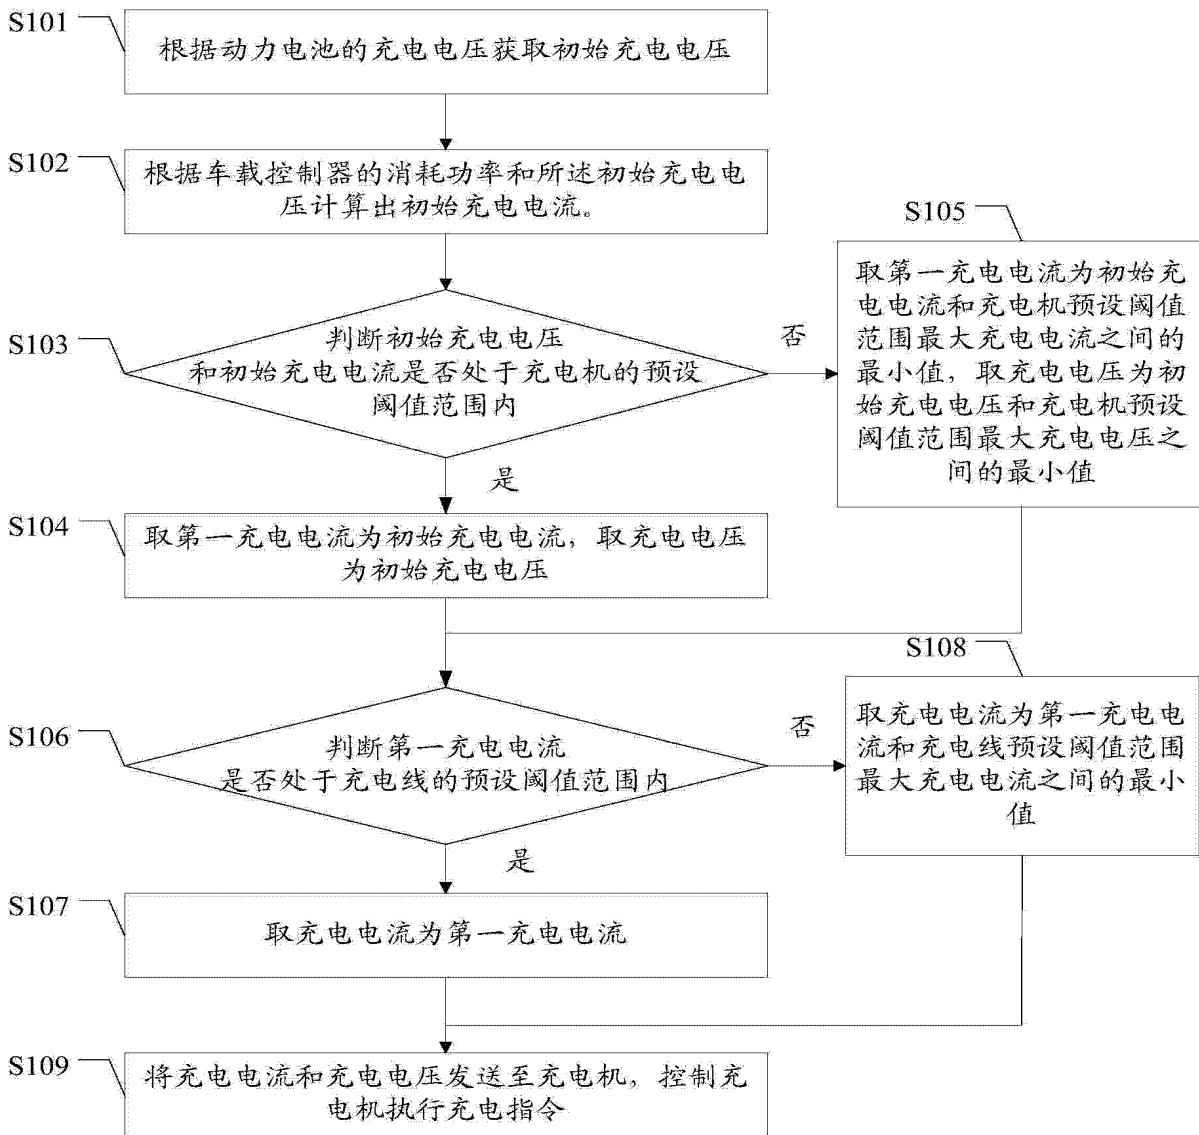 S101
根据动力电池的充电电压获取初始充电电压
S102
根据车载控制器的消耗功率和所述初始充电电
压计算出初始充电电流。
S103
判断初始充电电压
和初始充电电流是否处于充电机的预设
阈值范围内
否
S105
取第一充电电流为初始充
电电流和充电机预设阈值
范围最大充电电流之间的
最小值，取充电电压为初
始充电电压和充电机预设
阈值范围最大充电电压之
间的最小值
是
S104
取第一充电电流为初始充电电流，取充电电压
为初始充电电压
S106
判断第一充电电流
是否处于充电线的预设阈值范围内
否
S108
取充电电流为第一充电电
流和充电线预设阈值范围
最大充电电流之间的最小
值
是
S107
取充电电流为第一充电电流
S109
将充电电流和充电电压发送至充电机，控制充
电机执行充电指令